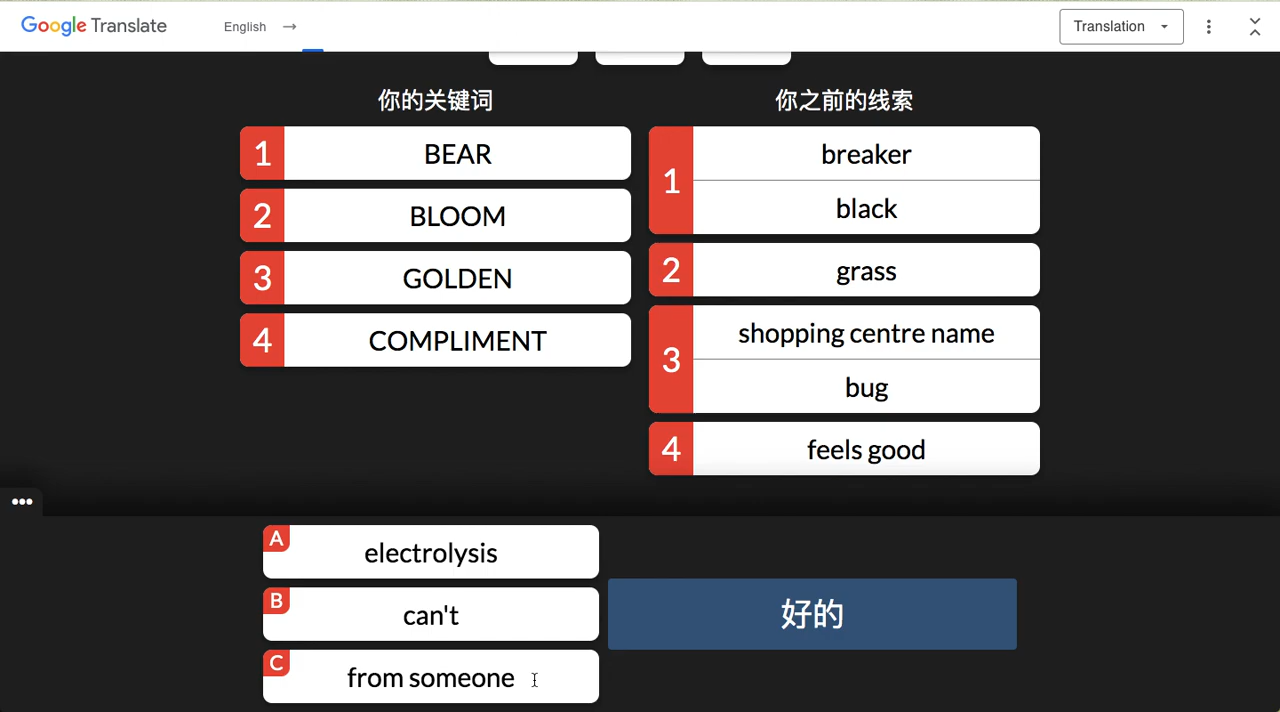 Google Translate
English →
Translation
你的关键词
1 BEAR
2 BLOOM
3 GOLDEN
4 COMPLIMENT
你之前的线索
1
breaker
black
2 grass
3
shopping centre name
bug
4 feels good
A electrolysis
B can't
C from someone
好的